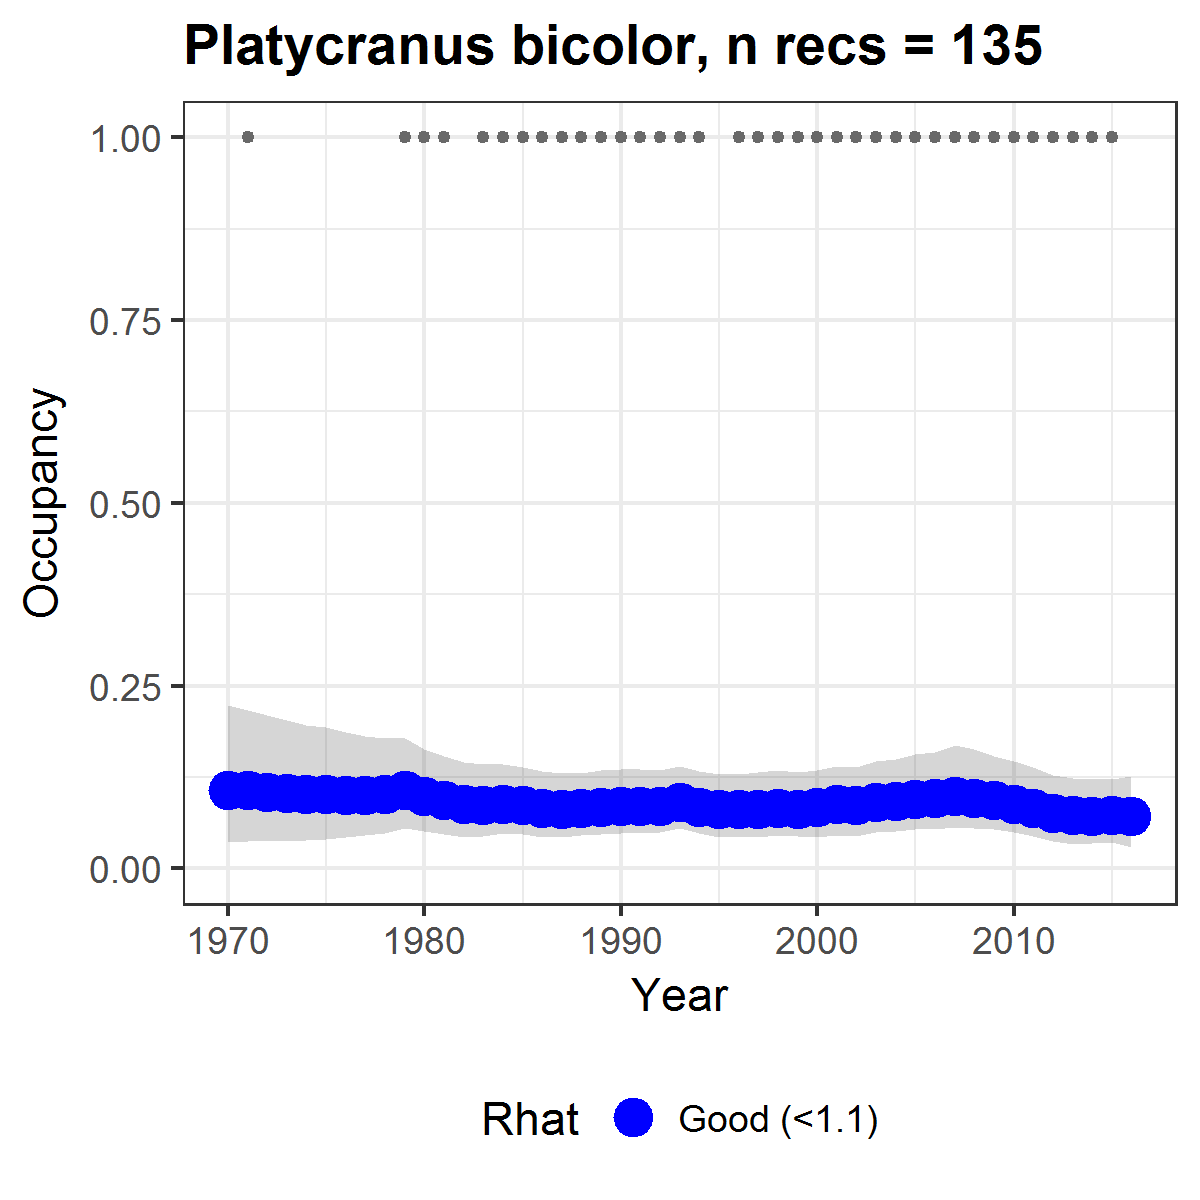 Platycranus bicolor, n recs = 135
1.00
0.75
0.50
0.25
0.00
Occupancy
1970 1980 1990 2000 2010
Year
Rhat Good (<1.1)